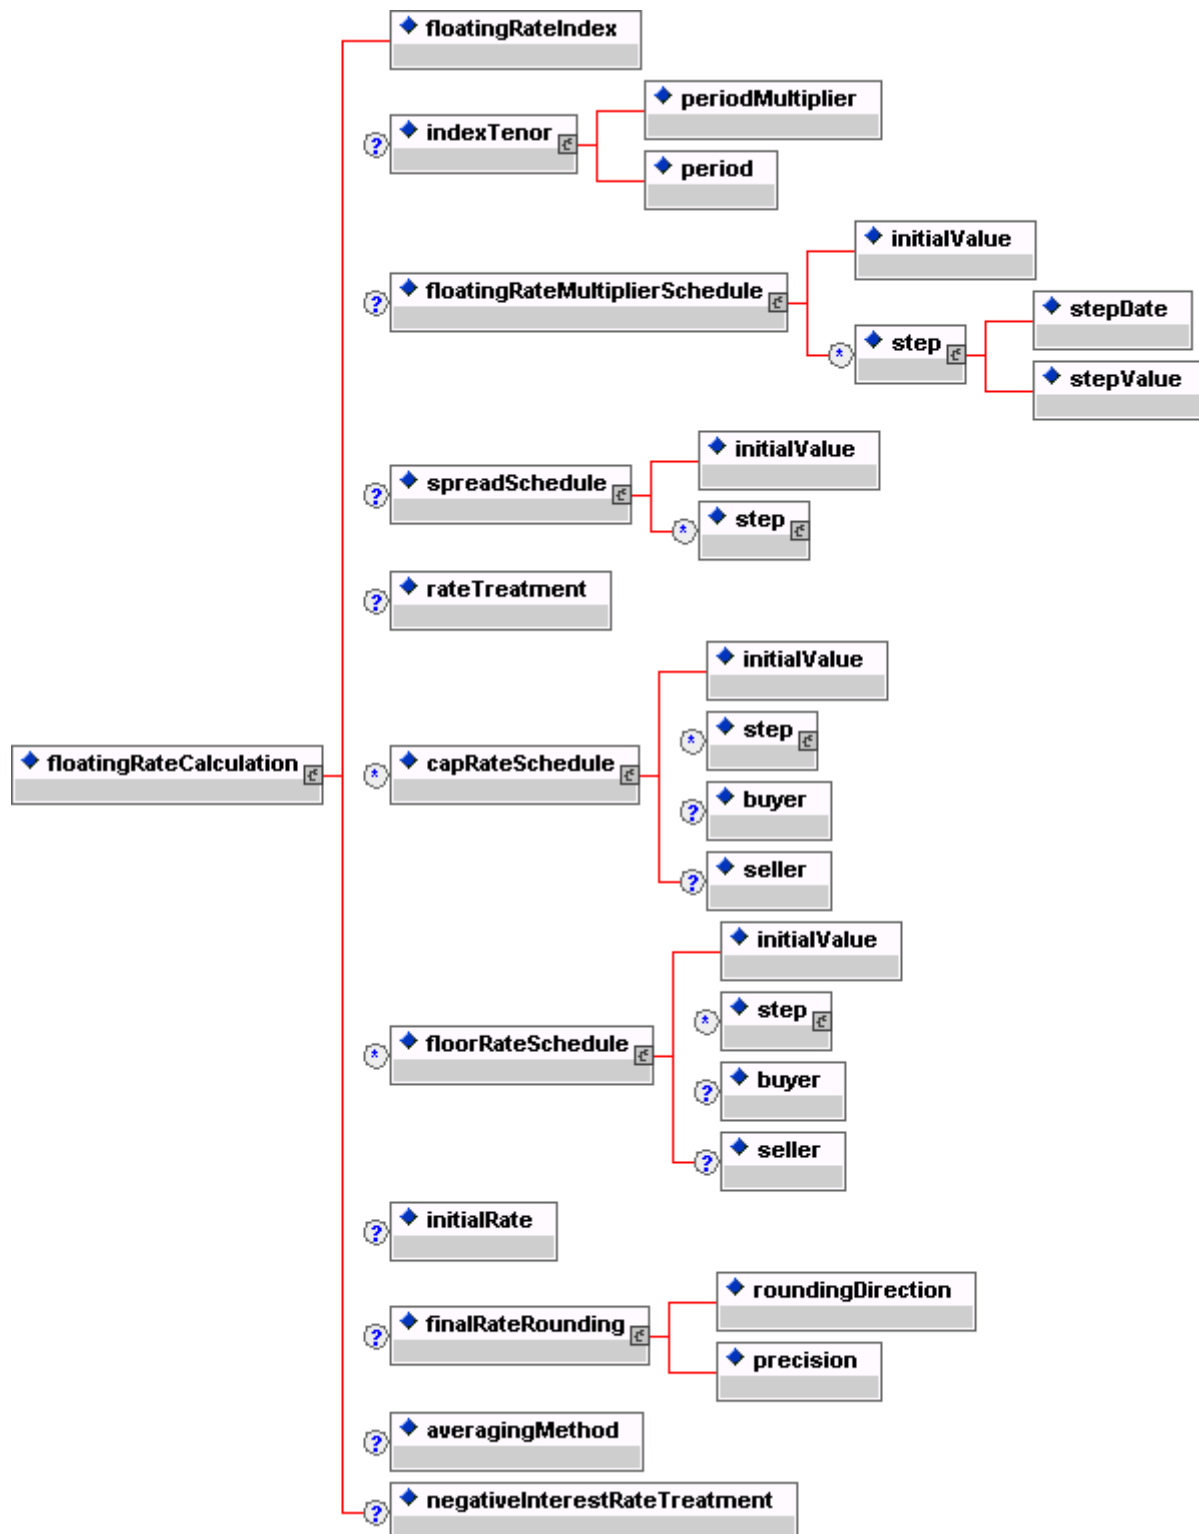 floatingRateIndex
periodMultiplier
? indexTenor
period
initialValue
? floatingRateMultiplierSchedule
stepDate
* step
stepValue
initialValue
? spreadSchedule
* step
? rateTreatment
initialValue
* step
floatingRateCalculation
* capRateSchedule
? buyer
? seller
initialValue
* step
* floorRateSchedule
? buyer
? seller
? initialRate
roundingDirection
? finalRateRounding
precision
? averagingMethod
? negativeInterestRateTreatment